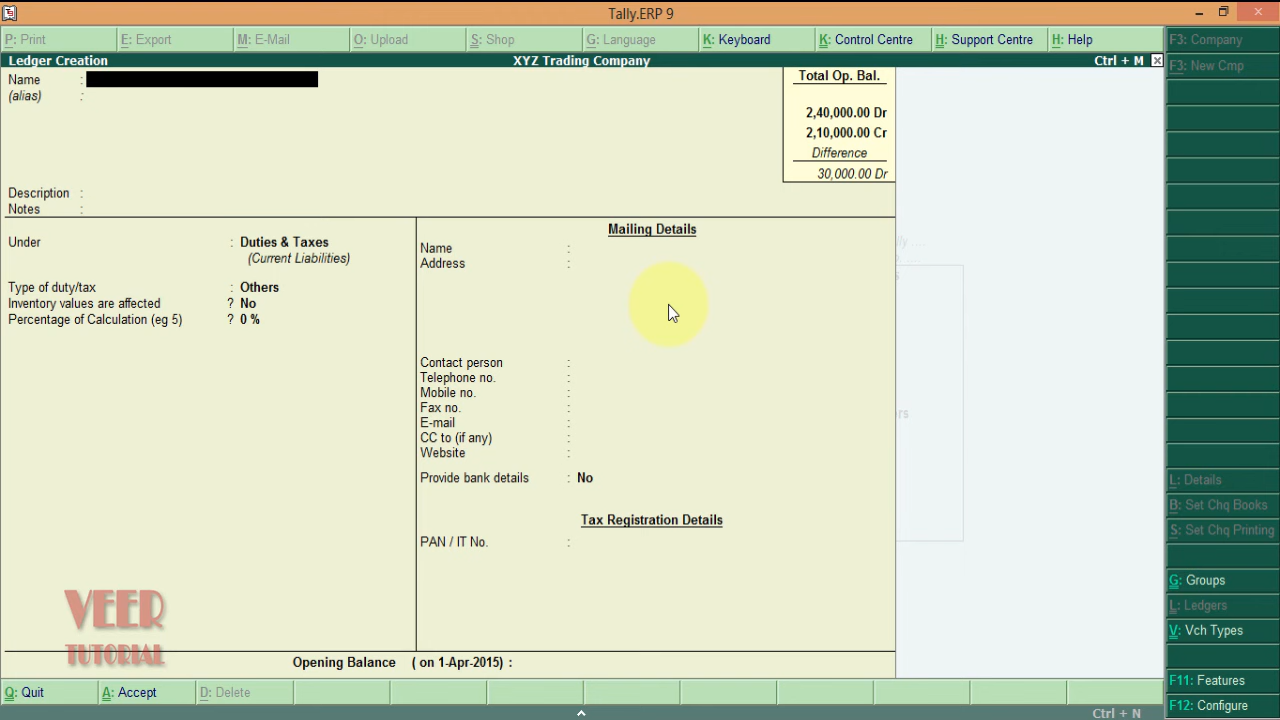 Tally.ERP 9
P: Print E: Export M: E-Mail O: Upload S: Shop G: Language K: Keyboard K: Control Centre H: Support Centre H: Help F3: Company
Ledger Creation XYZ Trading Company Ctrl + M F3: New Cmp
Name :
(alias) :
Total Op. Bal.
2,40,000.00 Dr
2,10,000.00 Cr
Difference
30,000.00 Dr
Description :
Notes :
Under : Duties & Taxes
(Current Liabilities)
Type of duty/tax : Others
Inventory values are affected ? No
Percentage of Calculation (eg 5) ? 0 %
Mailing Details
Name :
Address :
Contact person :
Telephone no. :
Mobile no. :
Fax no. :
E-mail :
CC to (if any) :
Website :
Provide bank details : No
Tax Registration Details
PAN / IT No. :
VEER
TUTORIAL
Opening Balance ( on 1-Apr-2015) :
L: Details
B: Set Chq Books
S: Set Chq Printing
G: Groups
L: Ledgers
V: Vch Types
F11: Features
F12: Configure
Q: Quit A: Accept D: Delete
Ctrl + N